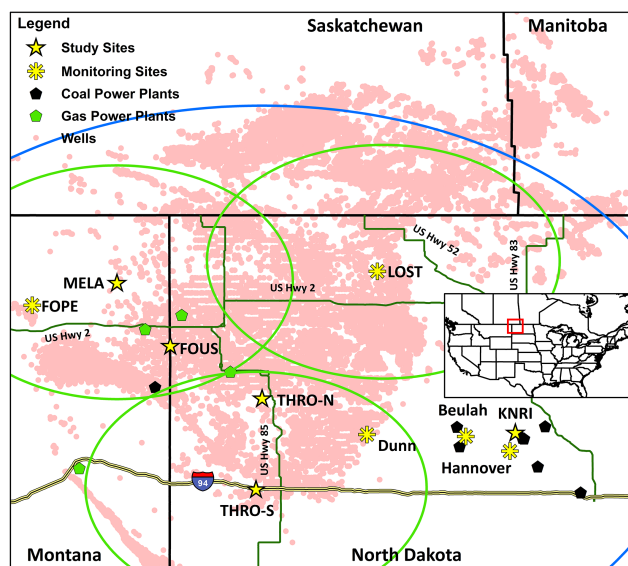 Legend
Study Sites
Monitoring Sites
Coal Power Plants
Gas Power Plants
Wells
Saskatchewan
Manitoba
US Hwy 52
US Hwy 83
MELA
FOPE
US Hwy 2
LOST
US Hwy 2
FOUS
THRO-N
US Hwy 85
Dunn
Beulah
KNRI
Hannover
94
THRO-S
Montana
North Dakota